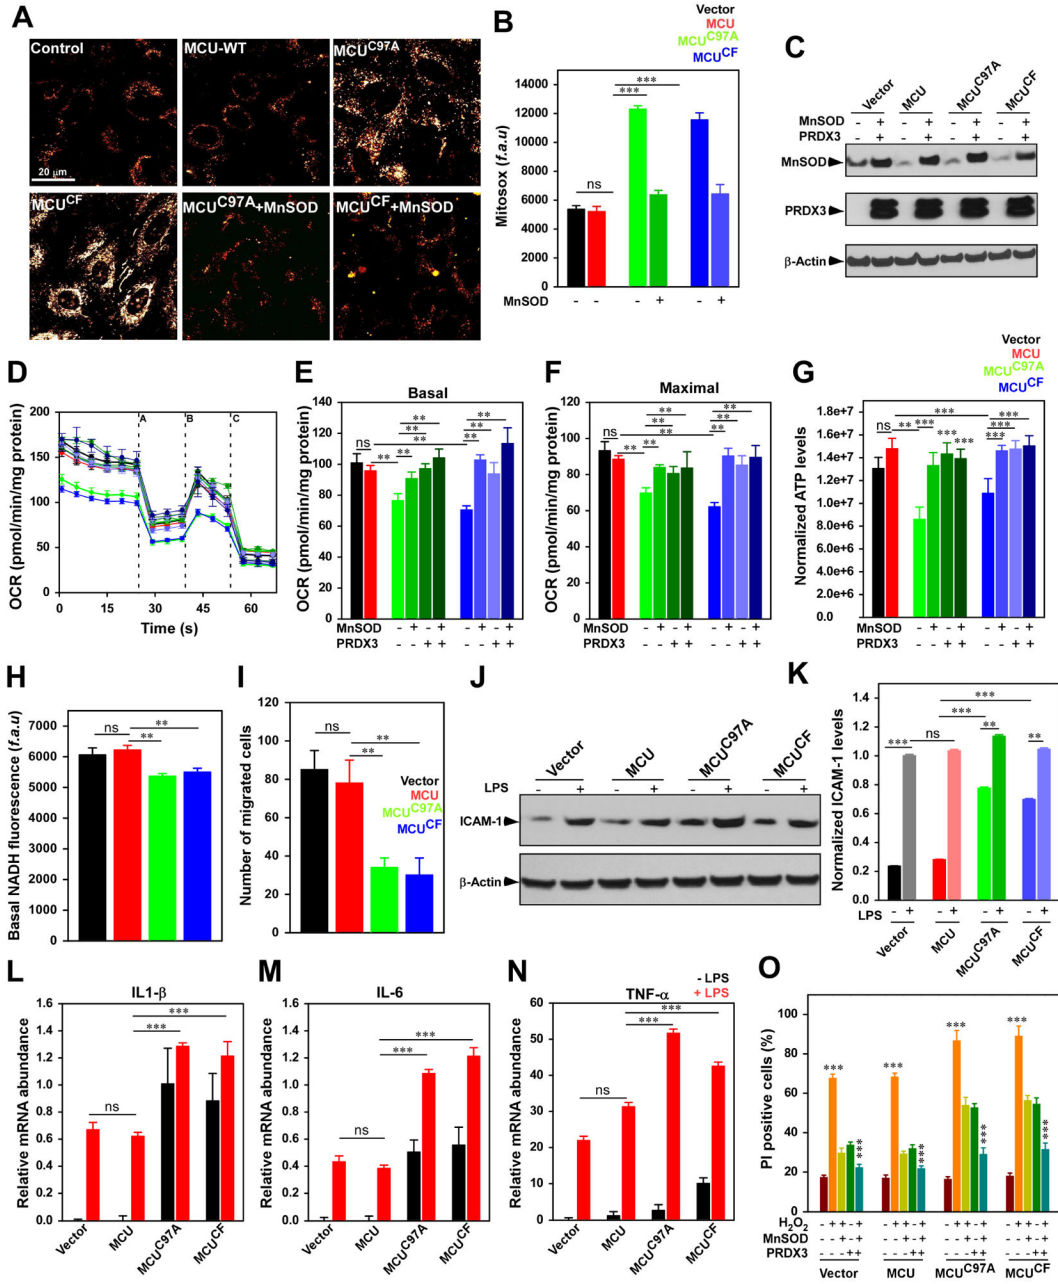 A
Control
MCU-WT
MCU^C97A
20 µm
MCU^CF
MCU^C97A+MnSOD
MCU^CF+MnSOD
B
Vector
MCU
MCU^C97A
MCU^CF
Mitosox (f.a.u)
14000
12000
10000
8000
6000
4000
2000
0
ns
***
***
MnSOD
- - - + - +
C
Vector
MCU
MCU^C97A
MCU^CF
MnSOD - + - + - + - +
PRDX3 - + - + - + - +
MnSOD
PRDX3
β-Actin
D
OCR (pmol/min/mg protein)
200
150
100
50
0
A
B
C
0 15 30 45 60
Time (s)
E
Basal
OCR (pmol/min/mg protein)
140
120
100
80
60
40
20
0
ns
** **
**
**
**
**
**
**
MnSOD - + - + - + - +
PRDX3 - - + + - - + +
F
Maximal
OCR (pmol/min/mg protein)
120
100
80
60
40
20
0
ns
** **
**
**
**
**
**
**
MnSOD - + - + - + - +
PRDX3 - - + + - - + +
G
Vector
MCU
MCU^C97A
MCU^CF
Normalized ATP levels
1.8e+7
1.6e+7
1.4e+7
1.2e+7
1.0e+7
8.0e+6
6.0e+6
4.0e+6
2.0e+6
0.0
ns
**
***
***
***
***
***
***
***
MnSOD - + - + - + - +
PRDX3 - - + + - - + +
H
Basal NADH fluorescence (f.a.u)
7000
6000
5000
4000
3000
2000
1000
0
ns
**
**
I
Number of migrated cells
120
100
80
60
40
20
0
ns
**
**
Vector
MCU
MCU^C97A
MCU^CF
J
Vector
MCU
MCU^C97A
MCU^CF
LPS - + - + - + - +
ICAM-1
β-Actin
K
Normalized ICAM-1 levels
1.4
1.2
1.0
0.8
0.6
0.4
0.2
0.0
***
ns
***
***
**
**
LPS - + - + - + - +
Vector
MCU
MCU^C97A
MCU^CF
L
IL1-β
Relative mRNA abundance
1.6
1.4
1.2
1.0
0.8
0.6
0.4
0.2
0.0
ns
***
***
Vector
MCU
MCU^C97A
MCU^CF
M
IL-6
Relative mRNA abundance
1.6
1.4
1.2
1.0
0.8
0.6
0.4
0.2
0.0
ns
***
***
Vector
MCU
MCU^C97A
MCU^CF
N
TNF-α
- LPS
+ LPS
Relative mRNA abundance
60
50
40
30
20
10
0
ns
***
***
Vector
MCU
MCU^C97A
MCU^CF
O
PI positive cells (%)
100
80
60
40
20
0
***
***
***
***
***
***
***
***
H₂O₂
MnSOD
PRDX3
Vector
MCU
MCU^C97A
MCU^CF